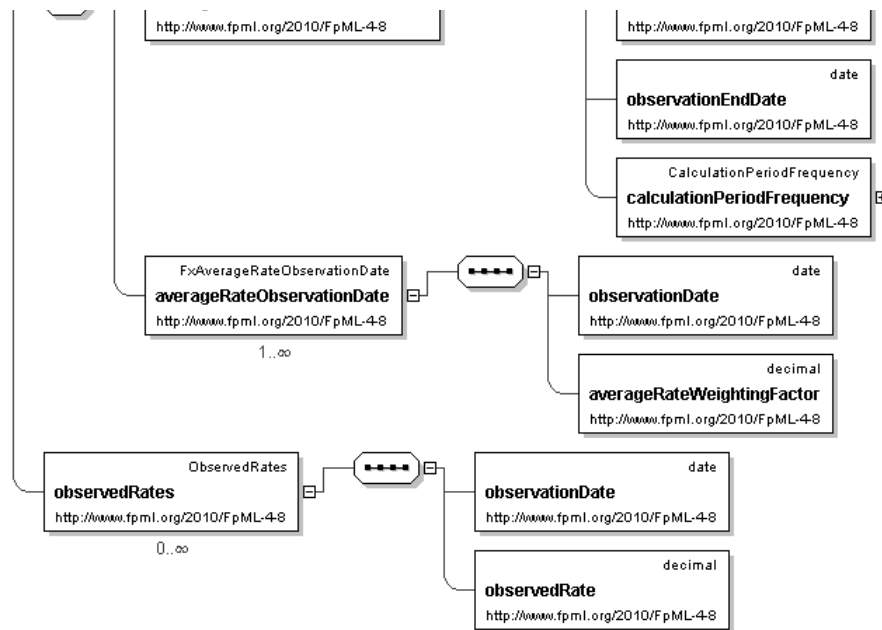 http://www.fpml.org/2010/FpML-4-8
http://www.fpml.org/2010/FpML-4-8
date
observationEndDate
http://www.fpml.org/2010/FpML-4-8
CalculationPeriodFrequency
calculationPeriodFrequency
http://www.fpml.org/2010/FpML-4-8
FxAverageRateObservationDate
averageRateObservationDate
http://www.fpml.org/2010/FpML-4-8
1..∞
date
observationDate
http://www.fpml.org/2010/FpML-4-8
decimal
averageRateWeightingFactor
http://www.fpml.org/2010/FpML-4-8
ObservedRates
observedRates
http://www.fpml.org/2010/FpML-4-8
0..∞
date
observationDate
http://www.fpml.org/2010/FpML-4-8
decimal
observedRate
http://www.fpml.org/2010/FpML-4-8